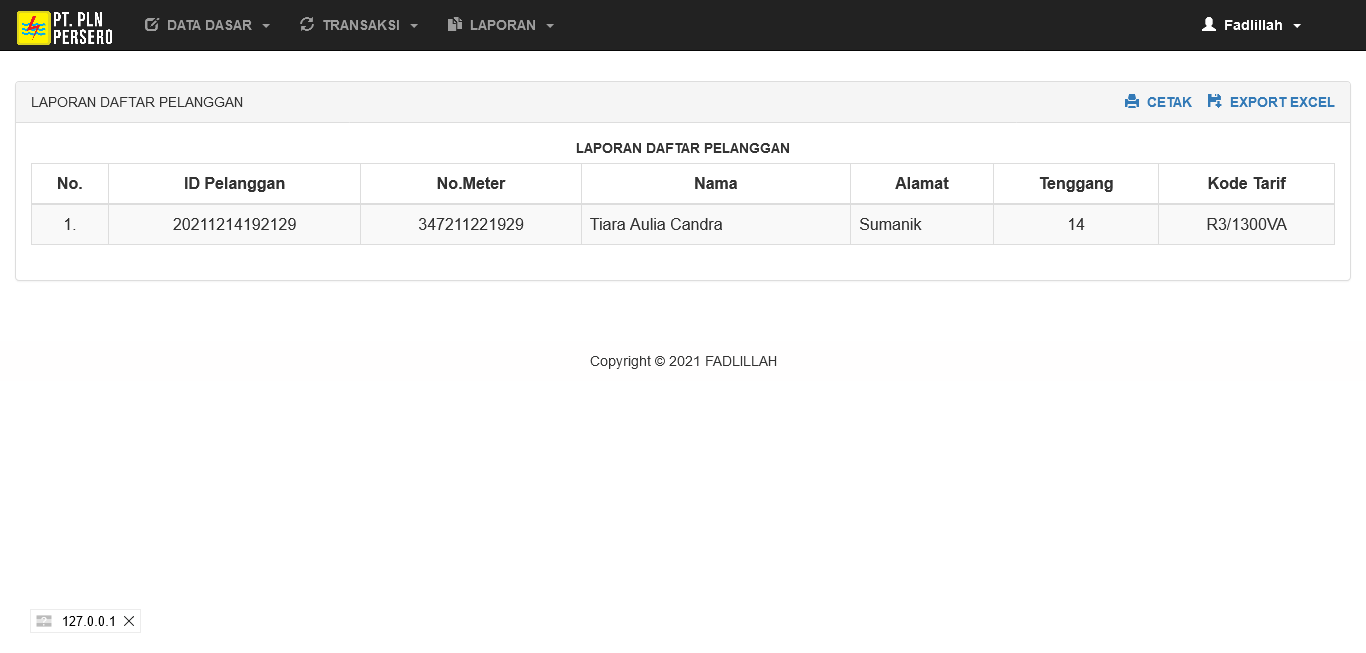 PT. PLN
PERSERO
DATA DASAR
TRANSAKSI
LAPORAN
Fadlillah
LAPORAN DAFTAR PELANGGAN
CETAK
EXPORT EXCEL
LAPORAN DAFTAR PELANGGAN
No. ID Pelanggan No.Meter Nama Alamat Tenggang Kode Tarif
1. 20211214192129 347211221929 Tiara Aulia Candra Sumanik 14 R3/1300VA
Copyright © 2021 FADLILLAH
127.0.0.1